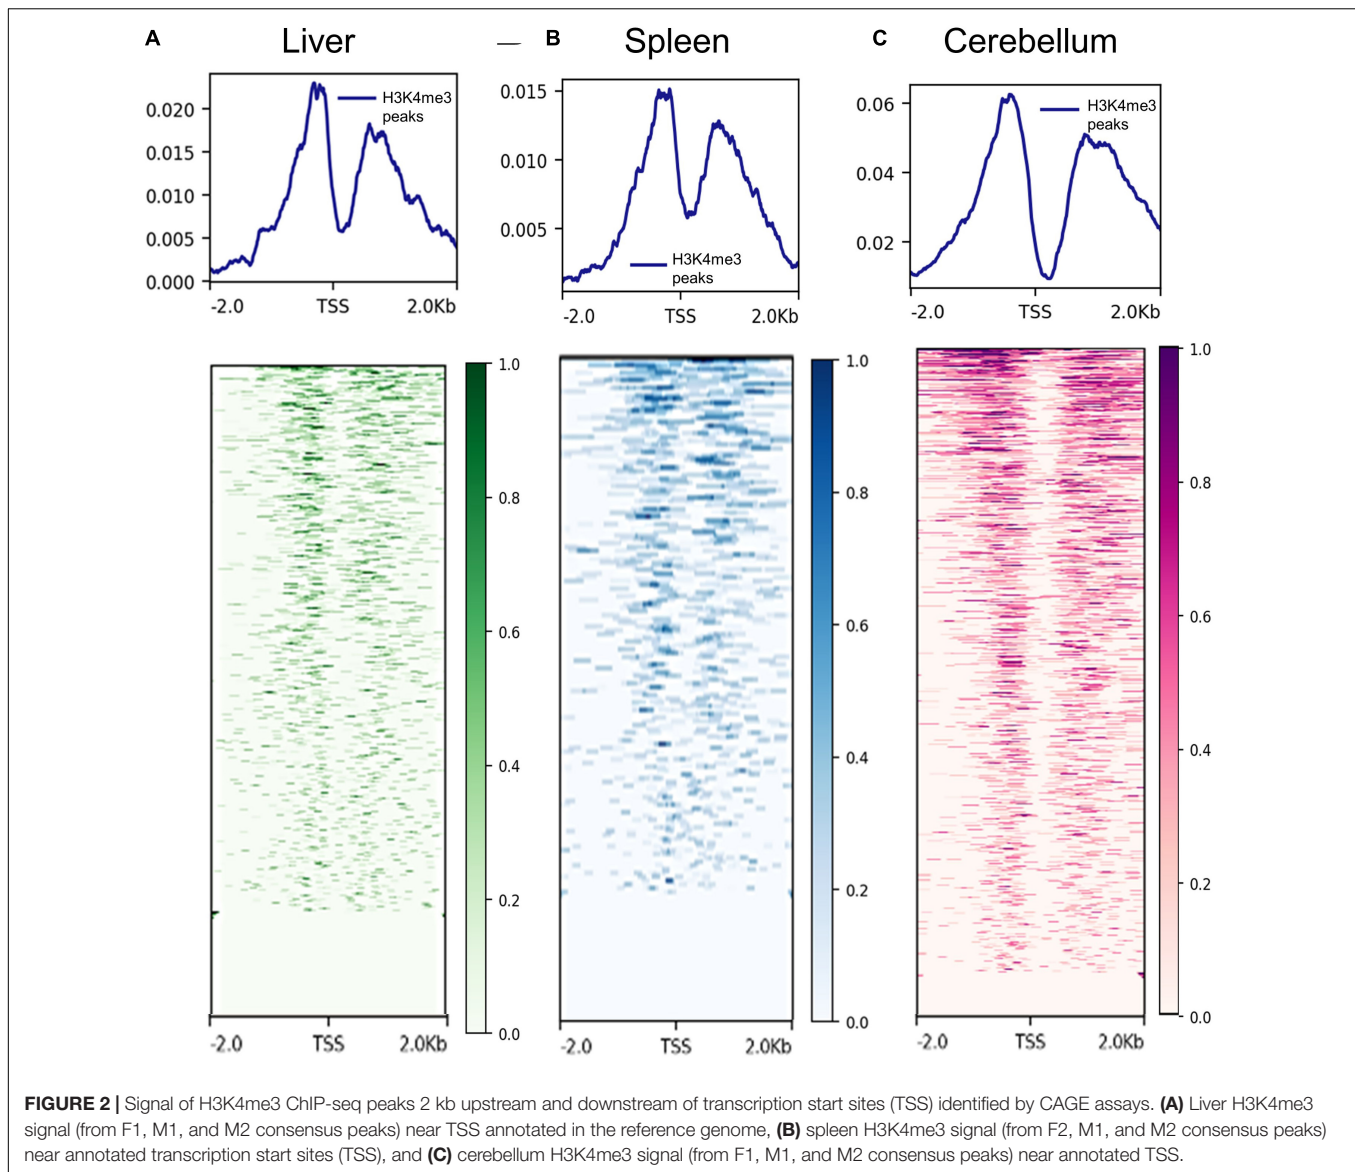 A Liver
B Spleen
C Cerebellum
H3K4me3
peaks
0.020
0.015
0.010
0.005
0.000
-2.0 TSS 2.0Kb
0.015
0.010
0.005
H3K4me3
peaks
-2.0 TSS 2.0Kb
0.06
0.04
0.02
H3K4me3
peaks
-2.0 TSS 2.0Kb
1.0
0.8
0.6
0.4
0.2
0.0
-2.0 TSS 2.0Kb
1.0
0.8
0.6
0.4
0.2
0.0
-2.0 TSS 2.0Kb
1.0
0.8
0.6
0.4
0.2
0.0
-2.0 TSS 2.0Kb
FIGURE 2 | Signal of H3K4me3 ChIP-seq peaks 2 kb upstream and downstream of transcription start sites (TSS) identified by CAGE assays. (A) Liver H3K4me3
signal (from F1, M1, and M2 consensus peaks) near TSS annotated in the reference genome, (B) spleen H3K4me3 signal (from F2, M1, and M2 consensus peaks)
near annotated transcription start sites (TSS), and (C) cerebellum H3K4me3 signal (from F1, M1, and M2 consensus peaks) near annotated TSS.